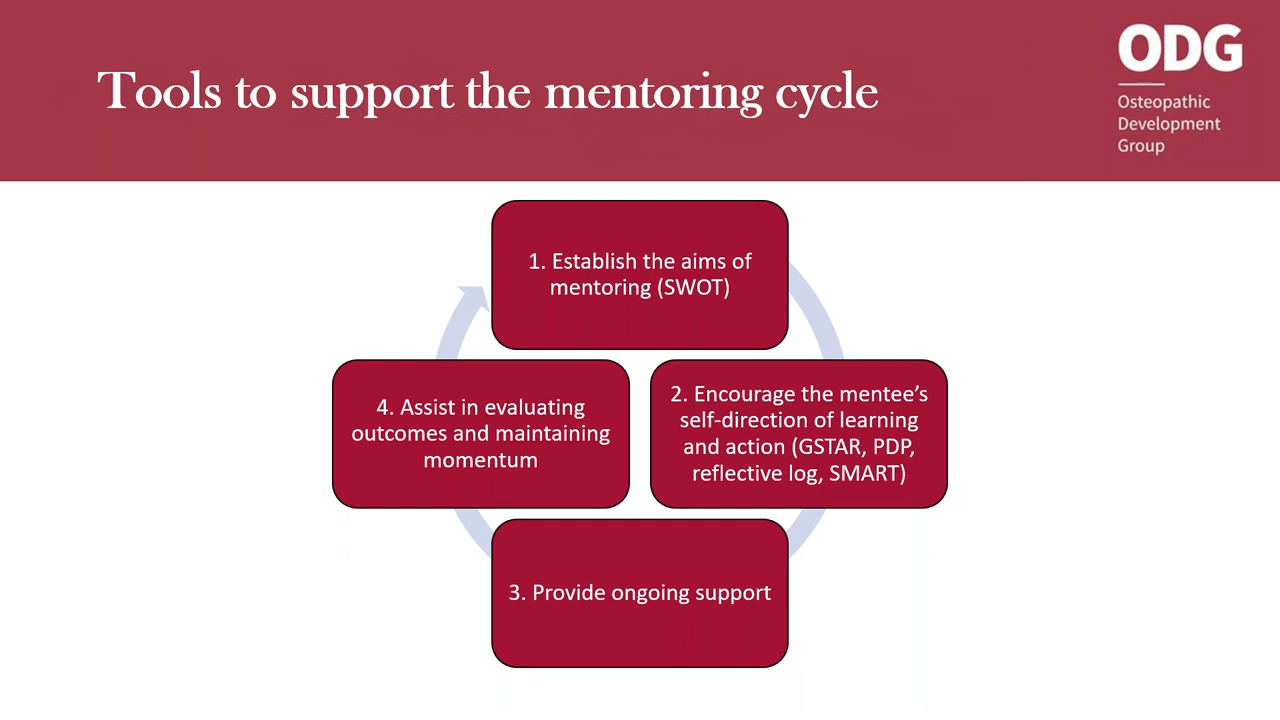 Tools to support the mentoring cycle
ODG
Osteopathic
Development
Group
1. Establish the aims of
mentoring (SWOT)
2. Encourage the mentee’s
self-direction of learning
and action (GSTAR, PDP,
reflective log, SMART)
3. Provide ongoing support
4. Assist in evaluating
outcomes and maintaining
momentum